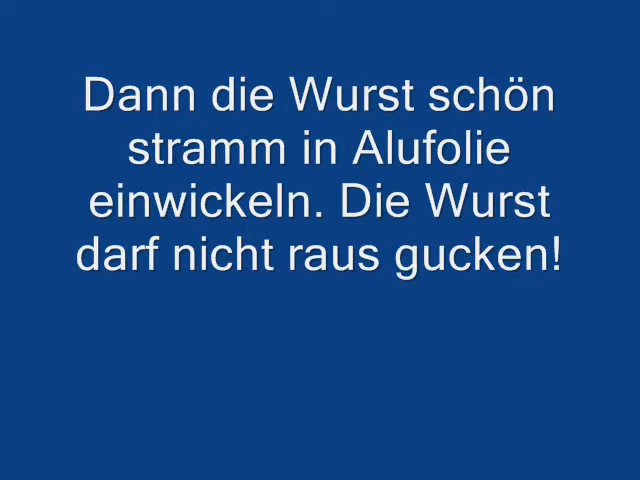 Dann die Wurst schön
stramm in Alufolie
einwickeln. Die Wurst
darf nicht raus gucken!